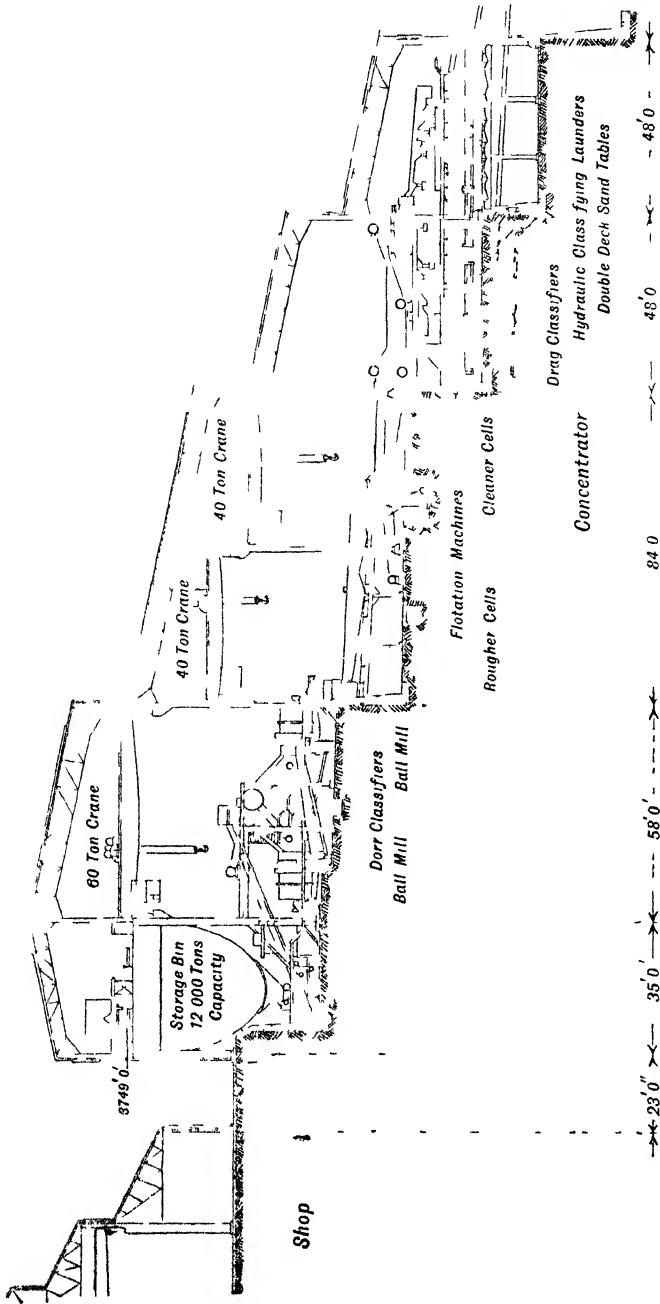 Shop
3749'0
Storage Bin
12 000 Tons
Capacity
60 Ton Crane
40 Ton Crane
40 Ton Crane
Dorr Classifiers
Ball Mill
Ball Mill
Flotation Machines
Rougher Cells
Cleaner Cells
Concentrator
Drag Classifiers
Hydraulic Class fying Launders
Double Deck Sand Tables
23'0"
35'0'
58'0'
84 0
48'0
48'0